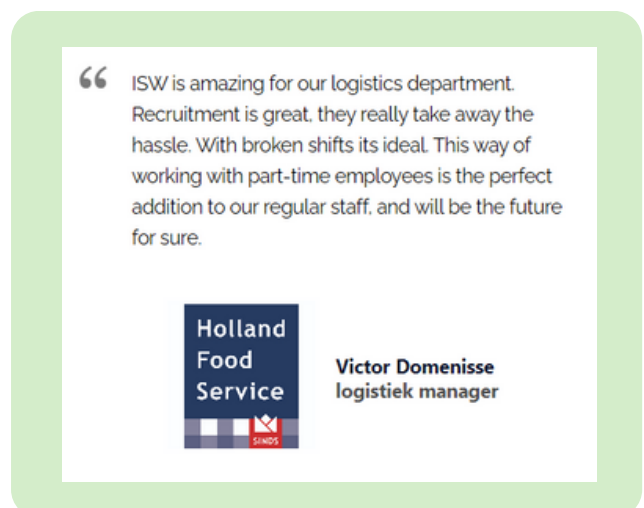 “ ISW is amazing for our logistics department.
Recruitment is great, they really take away the
hassle. With broken shifts its ideal. This way of
working with part-time employees is the perfect
addition to our regular staff, and will be the future
for sure.
Holland
Food
Service
SINDS
Victor Domenisse
logistiek manager